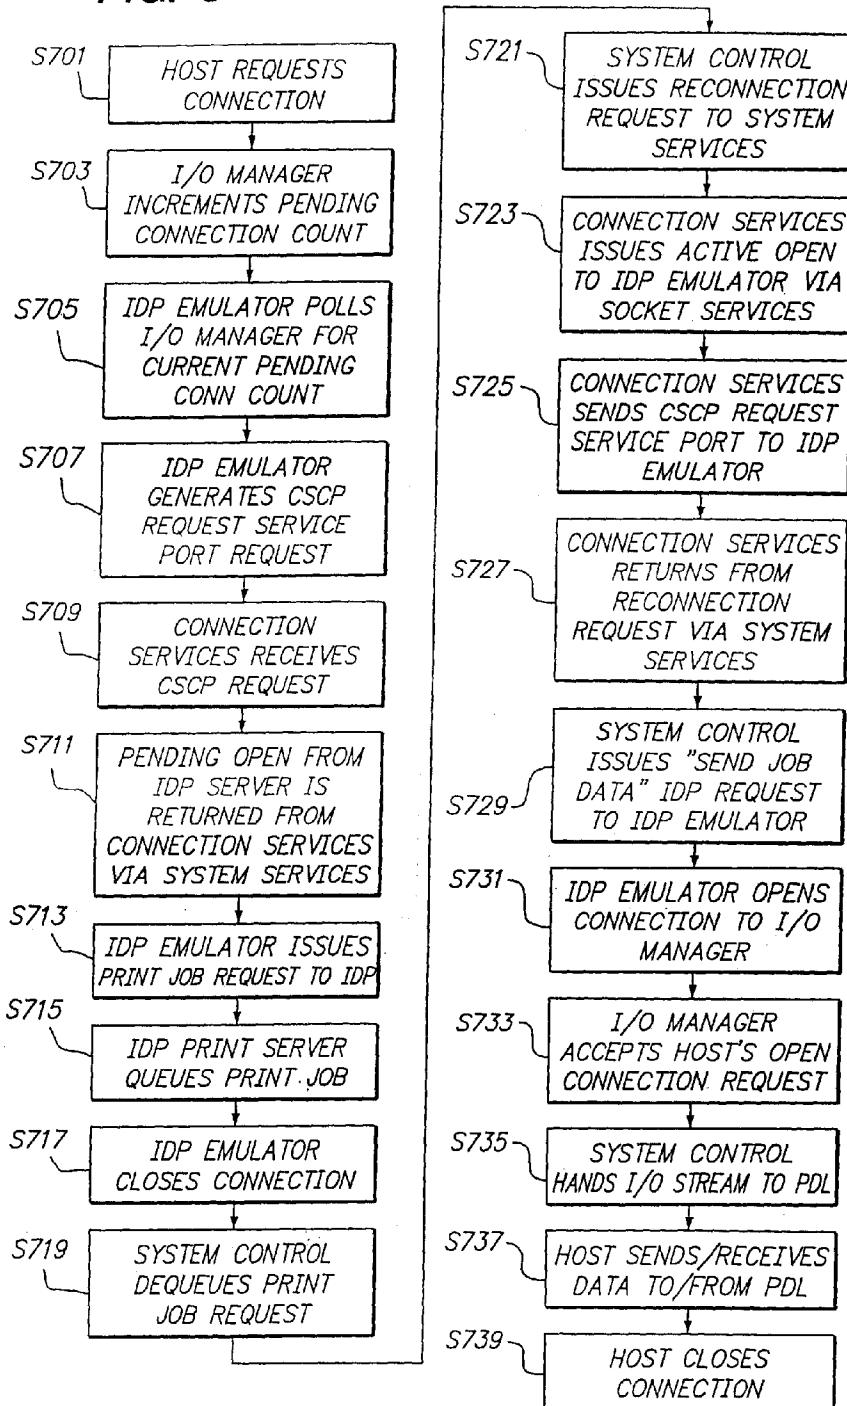 S701
HOST REQUESTS
CONNECTION
S703
I/O MANAGER
INCREMENTS PENDING
CONNECTION COUNT
S705
IDP EMULATOR POLLS
I/O MANAGER FOR
CURRENT PENDING
CONN COUNT
S707
IDP EMULATOR
GENERATES CSCP
REQUEST SERVICE
PORT REQUEST
S709
CONNECTION
SERVICES RECEIVES
CSCP REQUEST
S711
PENDING OPEN FROM
IDP SERVER IS
RETURNED FROM
CONNECTION SERVICES
VIA SYSTEM SERVICES
S713
IDP EMULATOR ISSUES
PRINT JOB REQUEST TO IDP
S715
IDP PRINT SERVER
QUEUES PRINT JOB
S717
IDP EMULATOR
CLOSES CONNECTION
S719
SYSTEM CONTROL
DEQUEUES PRINT
JOB REQUEST
S721
SYSTEM CONTROL
ISSUES RECONNECTION
REQUEST TO SYSTEM
SERVICES
S723
CONNECTION SERVICES
ISSUES ACTIVE OPEN
TO IDP EMULATOR VIA
SOCKET SERVICES
S725
CONNECTION SERVICES
SENDS CSCP REQUEST
SERVICE PORT TO IDP
EMULATOR
S727
CONNECTION SERVICES
RETURNS FROM
RECONNECTION
REQUEST VIA SYSTEM
SERVICES
S729
SYSTEM CONTROL
ISSUES "SEND JOB
DATA" IDP REQUEST
TO IDP EMULATOR
S731
IDP EMULATOR OPENS
CONNECTION TO I/O
MANAGER
S733
I/O MANAGER
ACCEPTS HOST'S OPEN
CONNECTION REQUEST
S735
SYSTEM CONTROL
HANDS I/O STREAM TO PDL
S737
HOST SENDS/RECEIVES
DATA TO/FROM PDL
S739
HOST CLOSES
CONNECTION